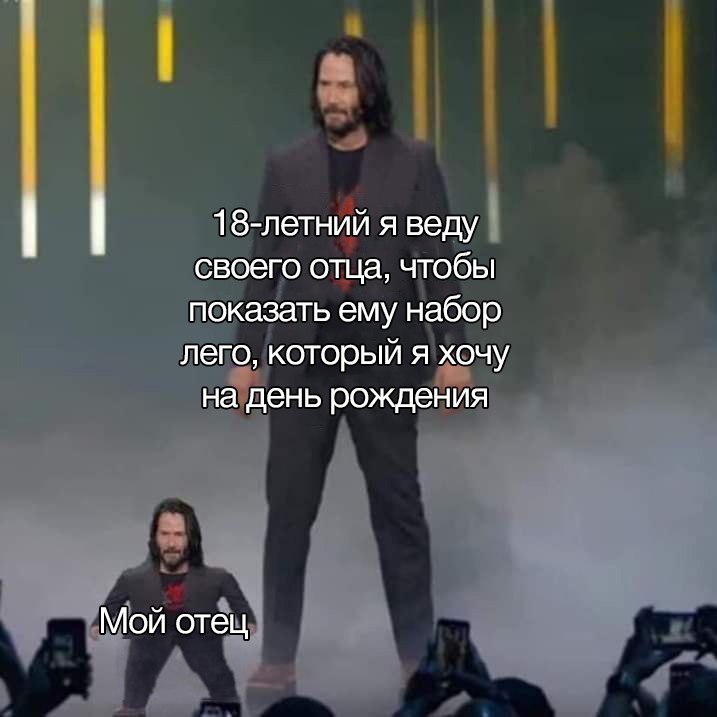 18-летний я веду
своего отца, чтобы
показать ему набор
лего, который я хочу
на день рождения
Мой отец